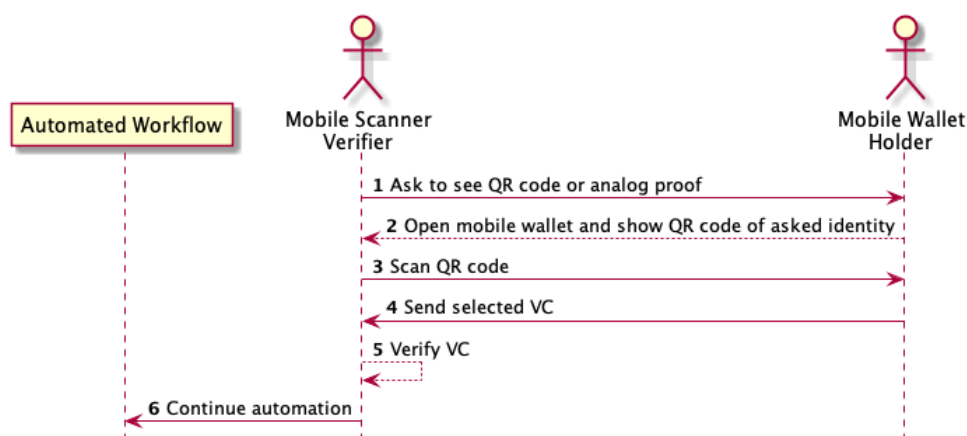 Automated Workflow
Mobile Scanner
Verifier
Mobile Wallet
Holder
1 Ask to see QR code or analog proof
2 Open mobile wallet and show QR code of asked identity
3 Scan QR code
4 Send selected VC
5 Verify VC
6 Continue automation